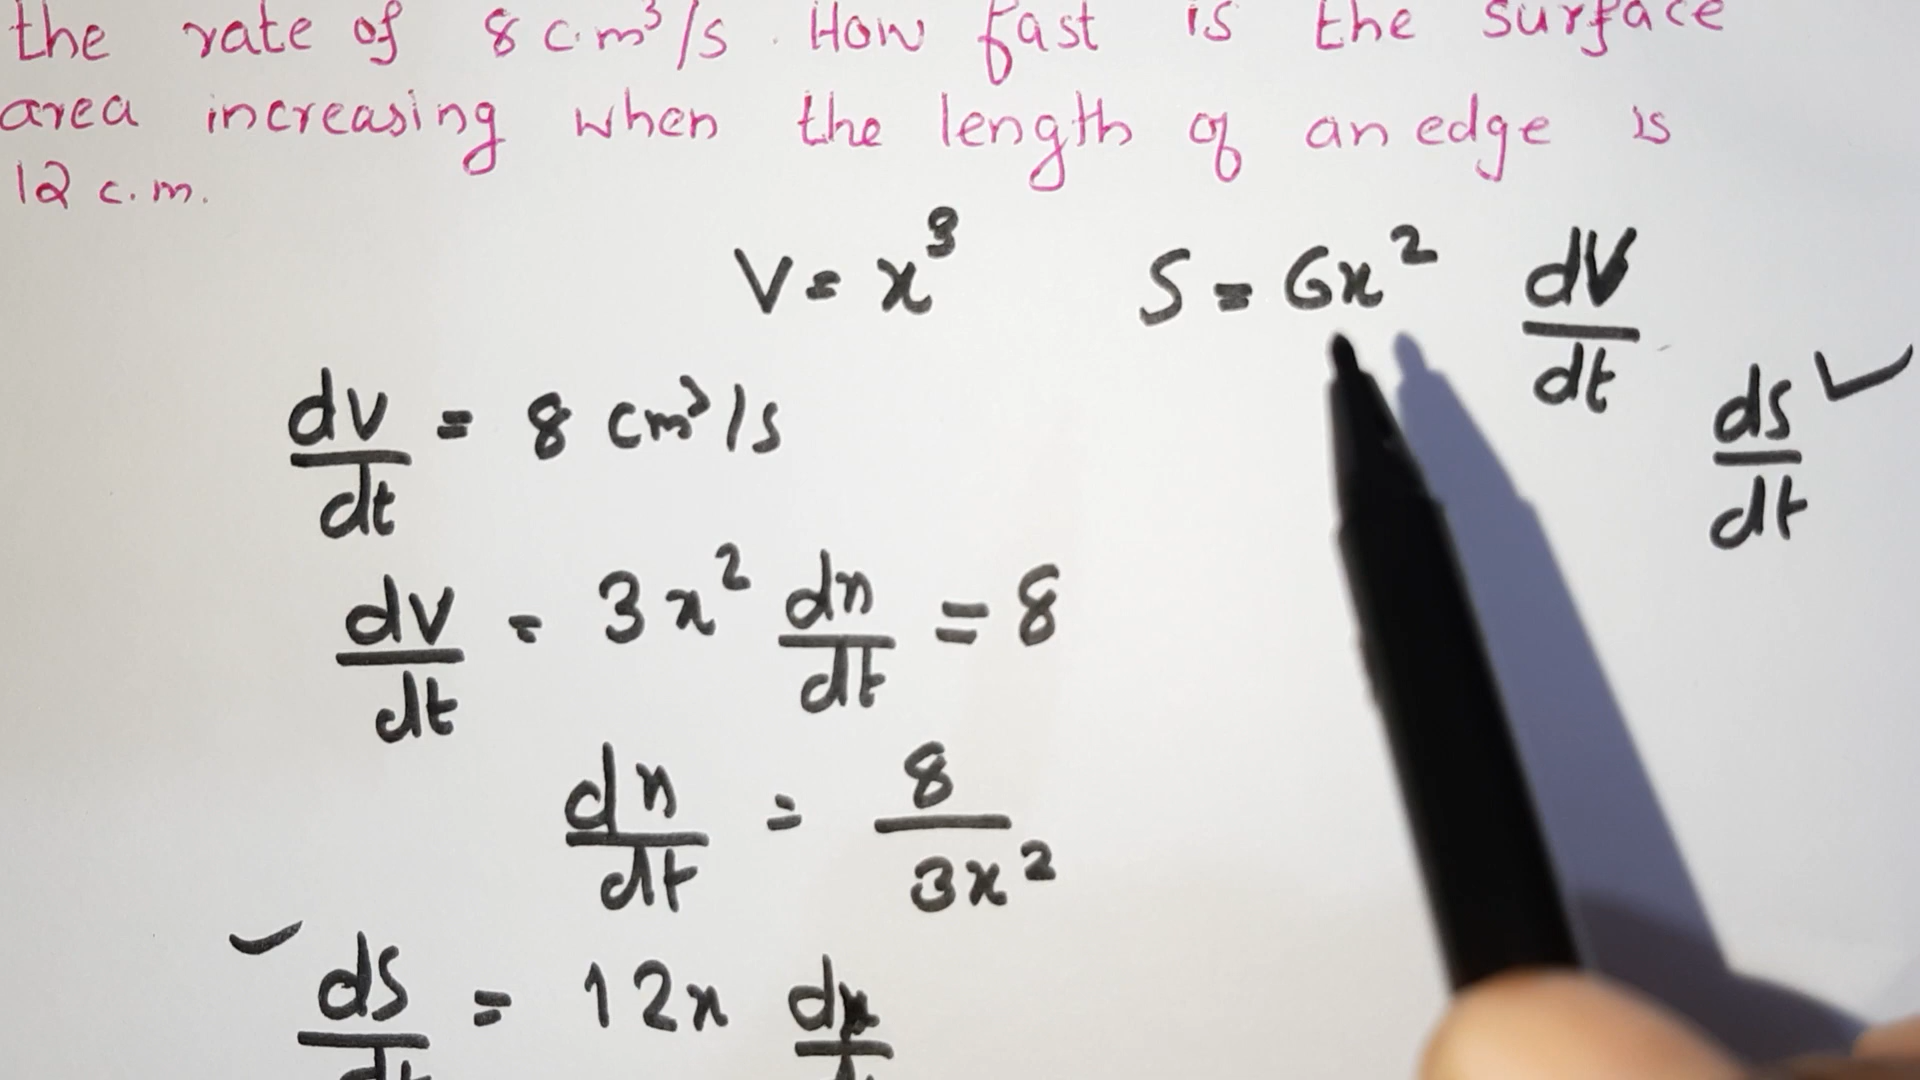 the rate of 8 c.m³/s. How fast is the surface
area increasing when the length of an edge is
12 c.m.
V = x³ S = 6x² dV/dt
dv/dt = 8 cm³/s ds/dt ✓
dv/dt = 3x² dx/dt = 8
dx/dt = 8/3x²
✓ ds/dt = 12x dx/dt